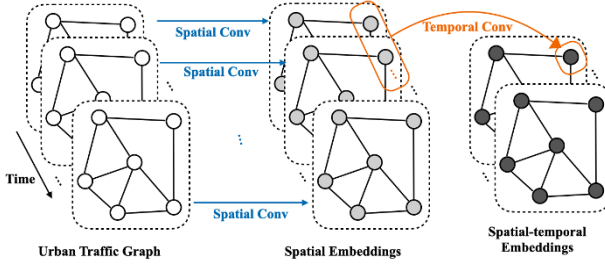 Spatial Conv
Temporal Conv
Spatial Conv
Time
Spatial Conv
Urban Traffic Graph
Spatial Embeddings
Spatial-temporal
Embeddings